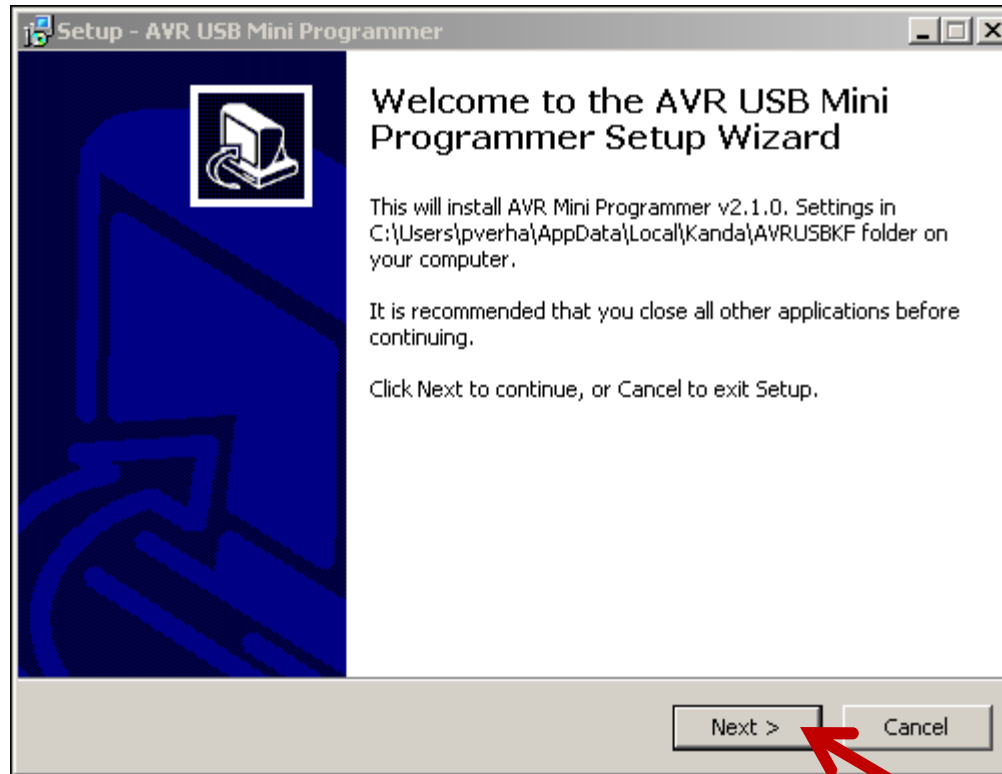 Setup - AVR USB Mini Programmer
Welcome to the AVR USB Mini
Programmer Setup Wizard
This will install AVR Mini Programmer v2.1.0. Settings in
C:\Users\pverha\AppData\Local\Kanda\AVRUSBKF folder on
your computer.
It is recommended that you close all other applications before
continuing.
Click Next to continue, or Cancel to exit Setup.
Next >
Cancel